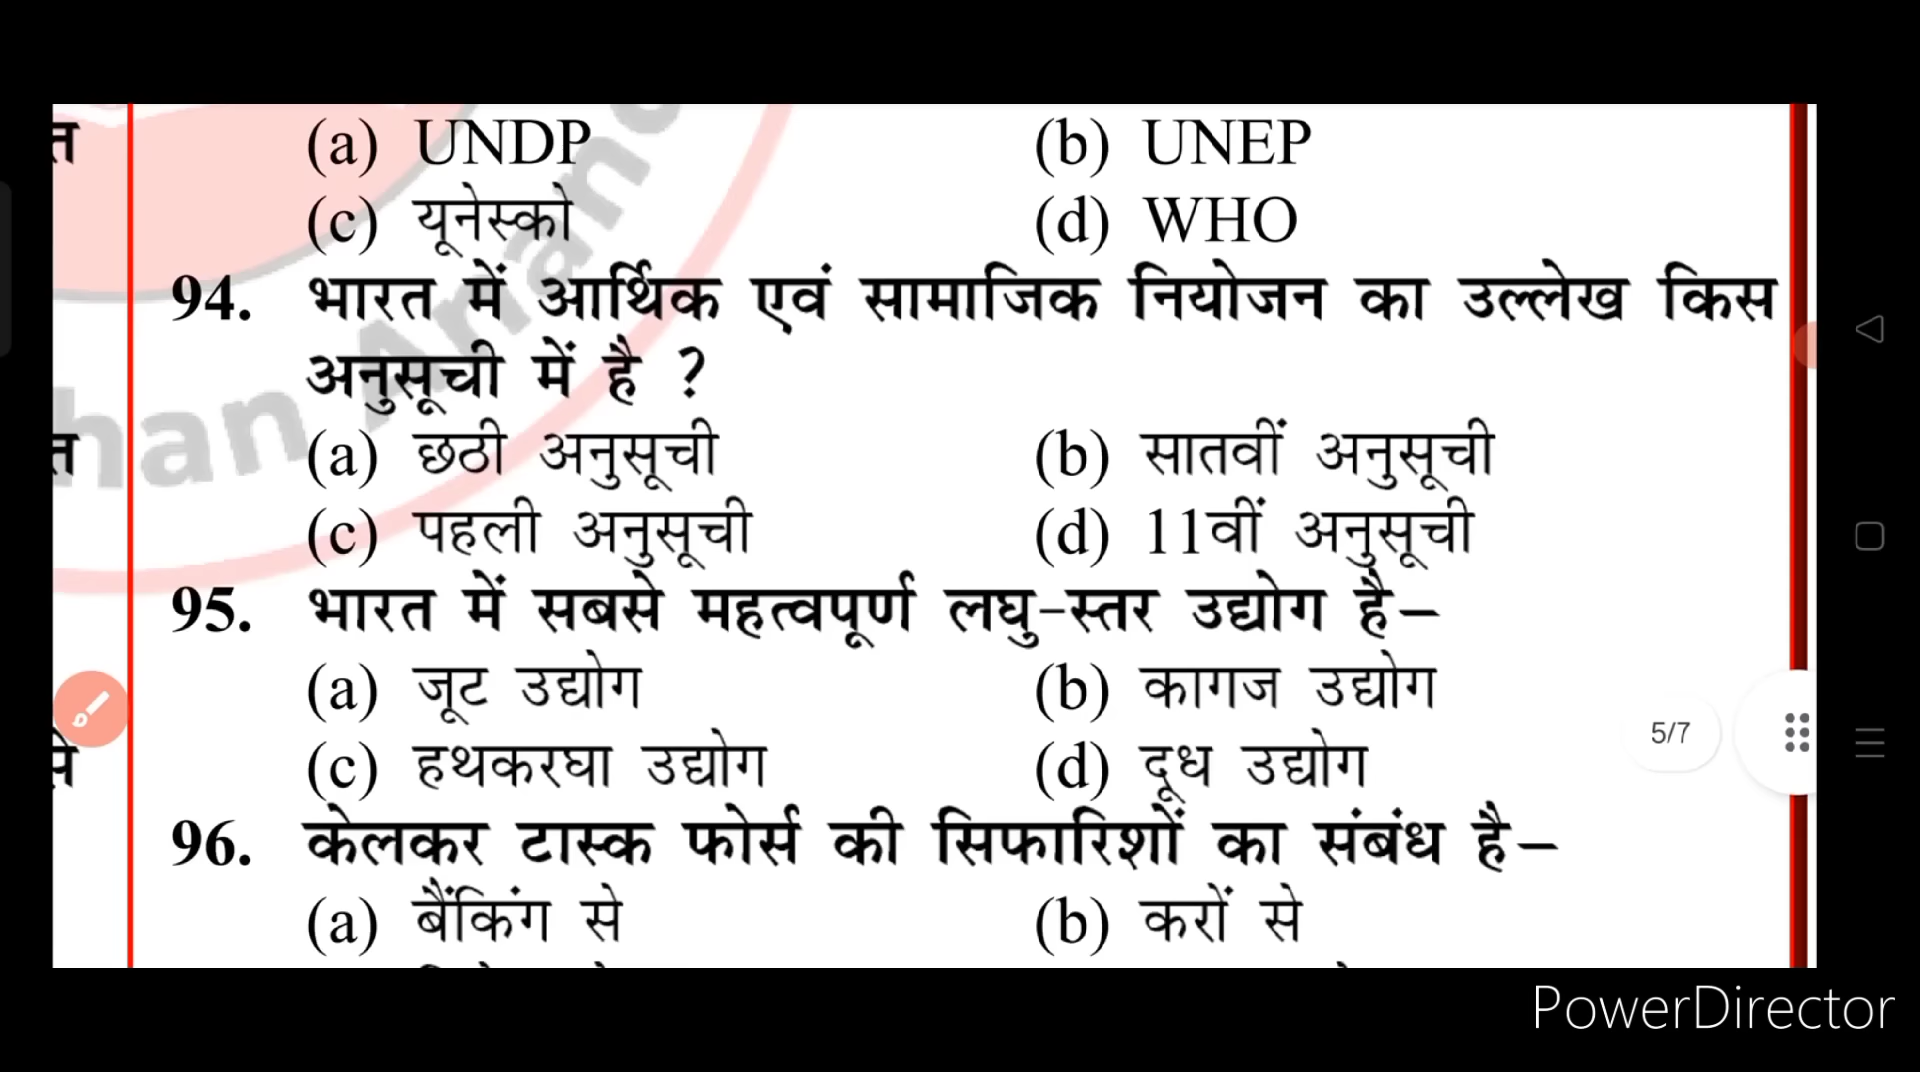 त
(a) UNDP (b) UNEP
(c) यूनेस्को (d) WHO
94. भारत में आर्थिक एवं सामाजिक नियोजन का उल्लेख किस
अनुसूची में है ?
han Anand
त
(a) छठी अनुसूची (b) सातवीं अनुसूची
(c) पहली अनुसूची (d) 11वीं अनुसूची
95. भारत में सबसे महत्वपूर्ण लघु-स्तर उद्योग है–
(a) जूट उद्योग (b) कागज उद्योग
5/7
से
(c) हथकरघा उद्योग (d) दूध उद्योग
96. केलकर टास्क फोर्स की सिफारिशों का संबंध है–
(a) बैंकिंग से (b) करों से
PowerDirector